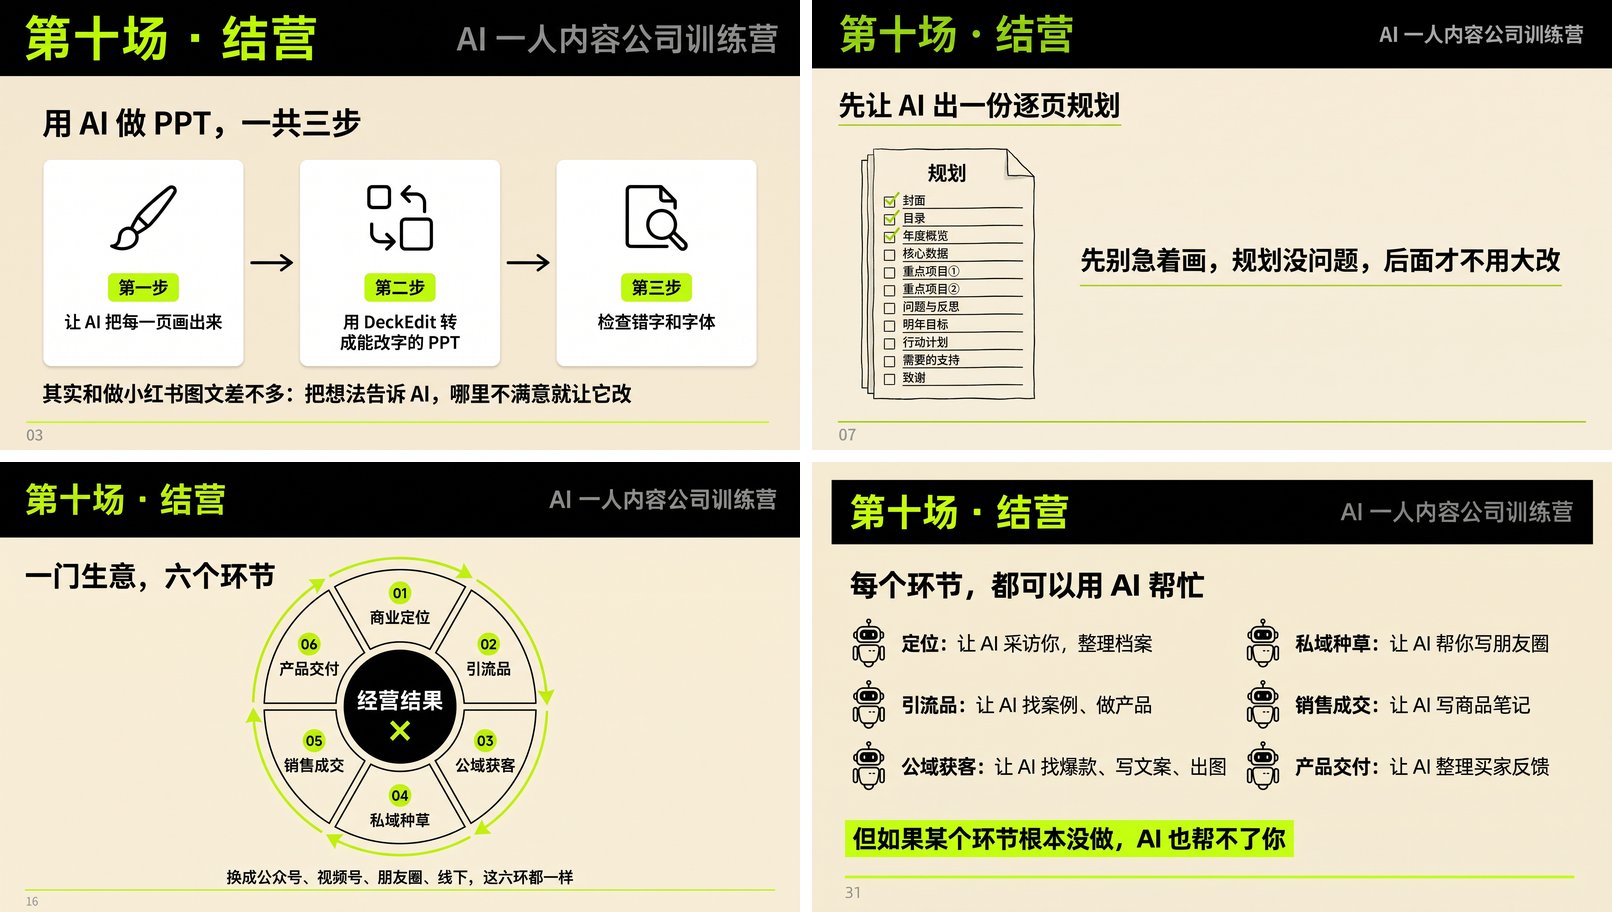 第十场 · 结营
AI 一人内容公司训练营
用 AI 做 PPT，一共三步
第一步
让 AI 把每一页画出来
第二步
用 DeckEdit 转
成能改字的 PPT
第三步
检查错字和字体
其实和做小红书图文差不多：把想法告诉 AI，哪里不满意就让它改
03
第十场 · 结营
AI 一人内容公司训练营
先让 AI 出一份逐页规划
规划
封面
目录
年度概览
核心数据
重点项目①
重点项目②
问题与反思
明年目标
行动计划
需要的支持
致谢
先别急着画，规划没问题，后面才不用大改
07
第十场 · 结营
AI 一人内容公司训练营
一门生意，六个环节
01
商业定位
02
引流品
03
公域获客
04
私域种草
05
销售成交
06
产品交付
经营结果
换成公众号、视频号、朋友圈、线下，这六环都一样
16
第十场 · 结营
AI 一人内容公司训练营
每个环节，都可以用 AI 帮忙
定位：让 AI 采访你，整理档案
私域种草：让 AI 帮你写朋友圈
引流品：让 AI 找案例、做产品
销售成交：让 AI 写商品笔记
公域获客：让 AI 找爆款、写文案、出图
产品交付：让 AI 整理买家反馈
但如果某个环节根本没做，AI 也帮不了你
31